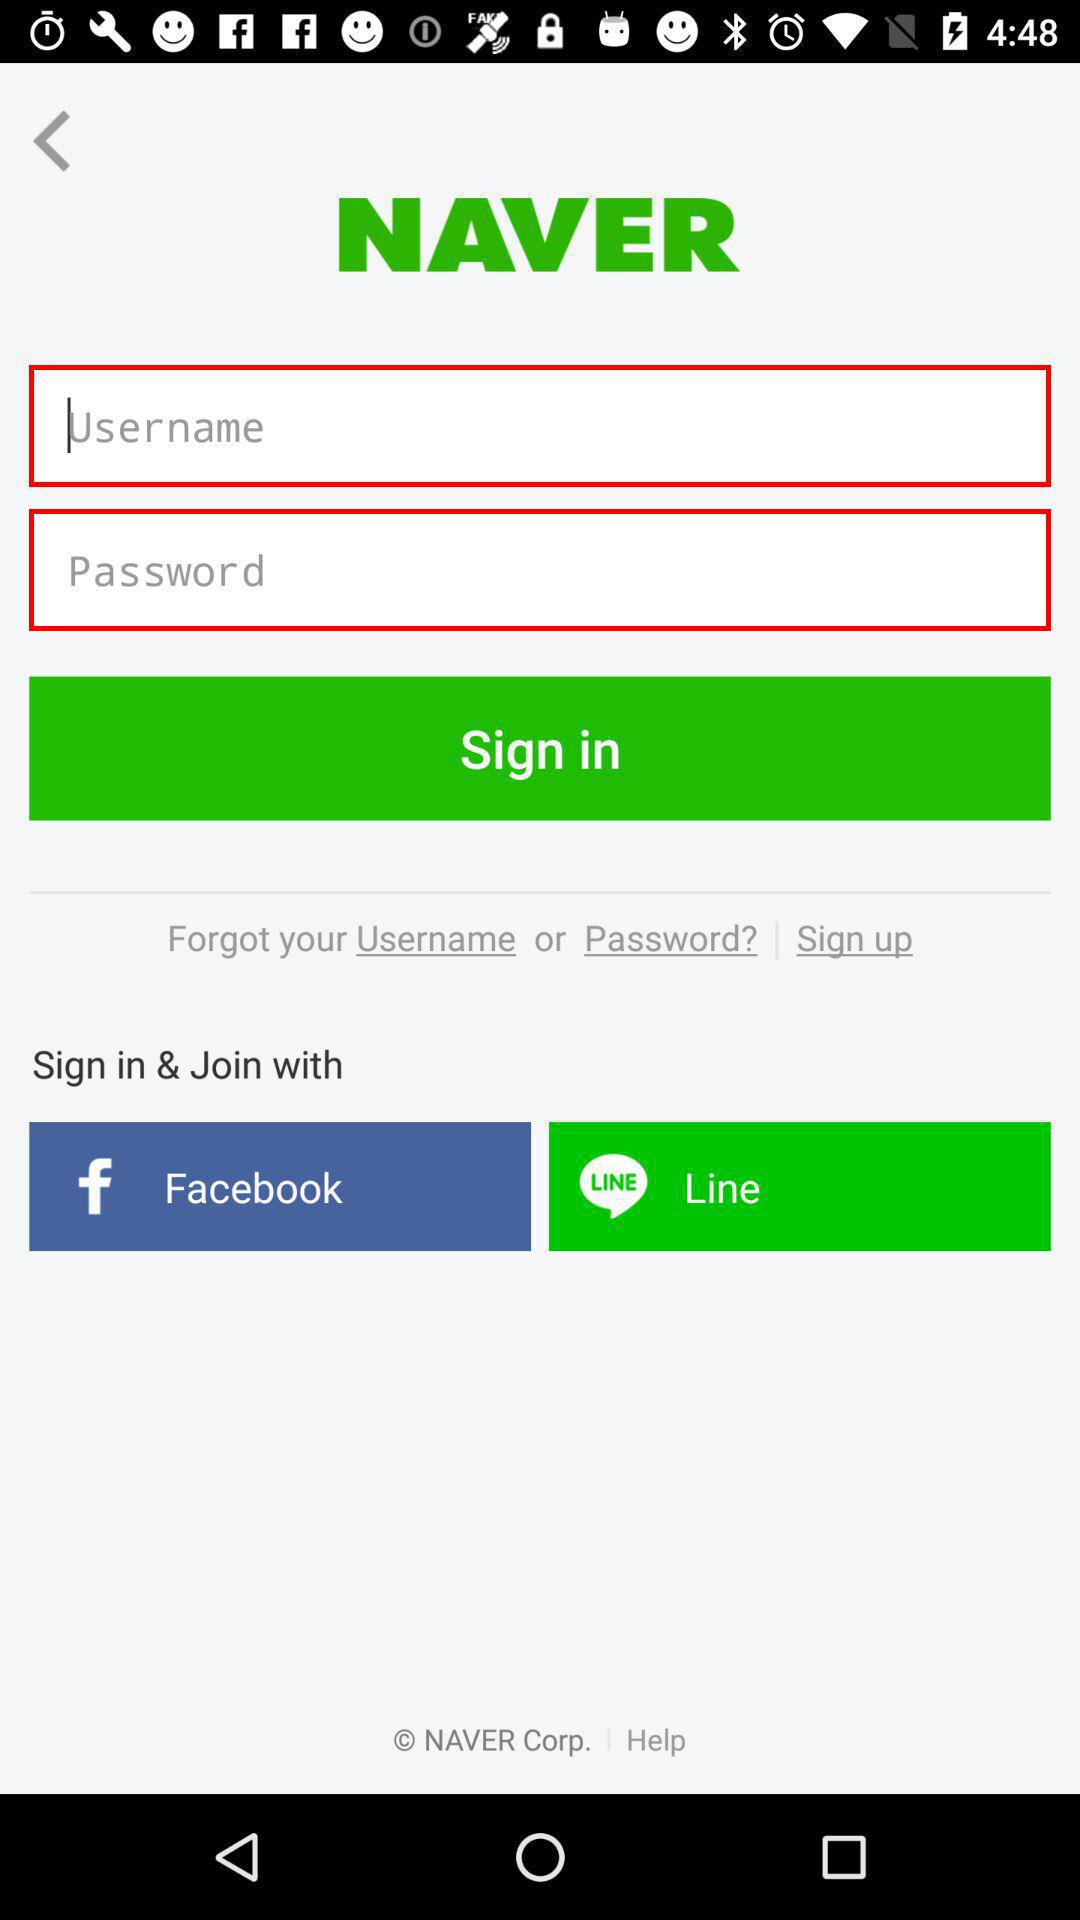 FAKE 4:48
NAVER
Username
Password
Sign in
Forgot your Username or Password? Sign up
Sign in & Join with
Facebook
LINE Line
© NAVER Corp. Help